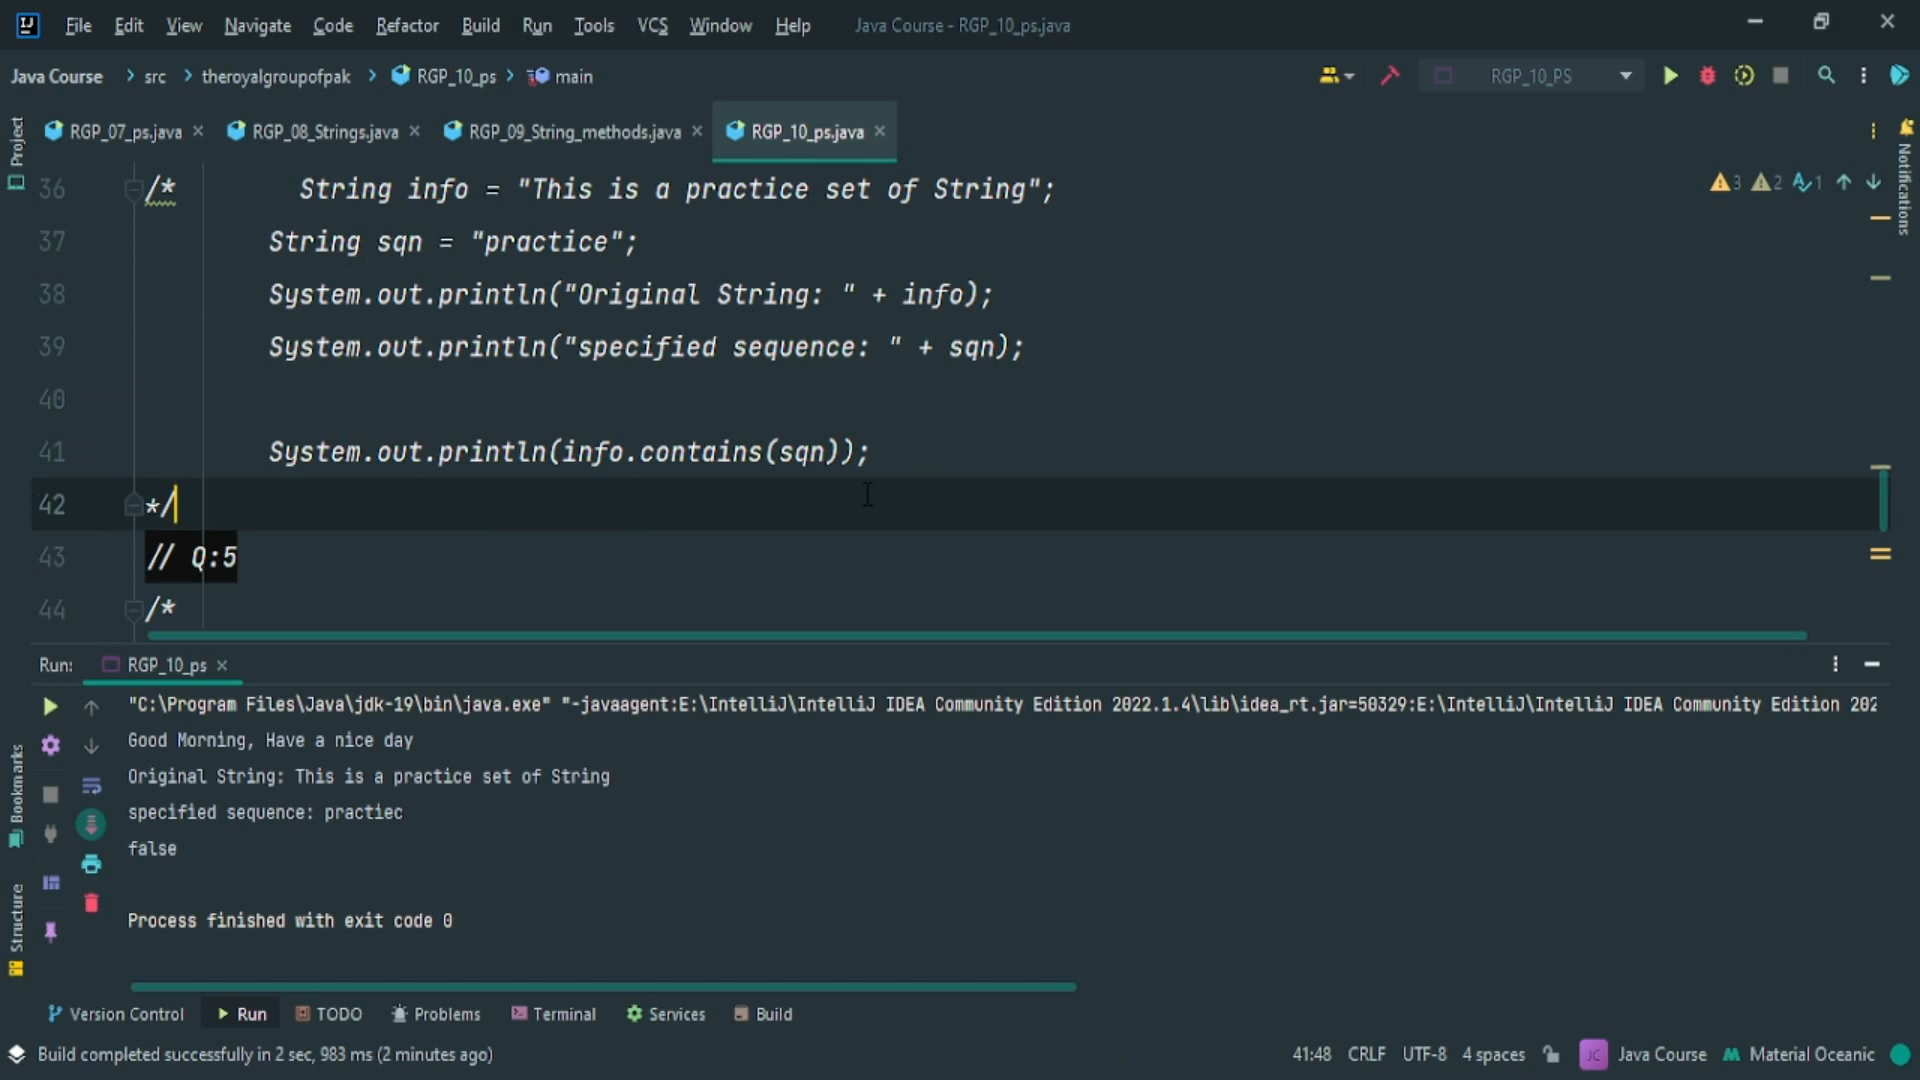 File Edit View Navigate Code Refactor Build Run Tools VCS Window Help Java Course - RGP_10_ps.java
Java Course src theroyalgroupofpak RGP_10_ps main RGP_10_PS
Project RGP_07_ps.java RGP_08_Strings.java RGP_09_String_methods.java RGP_10_ps.java Notifications
36 /* String info = "This is a practice set of String"; 3 2 1
37 String sqn = "practice";
38 System.out.println("Original String: " + info);
39 System.out.println("specified sequence: " + sqn);
40
41 System.out.println(info.contains(sqn));
42 */
43 // Q:5
44 /*
Run: RGP_10_ps
"C:\Program Files\Java\jdk-19\bin\java.exe" "-javaagent:E:\IntelliJ\IntelliJ IDEA Community Edition 2022.1.4\lib\idea_rt.jar=50329:E:\IntelliJ\IntelliJ IDEA Community Edition 202
Good Morning, Have a nice day
Original String: This is a practice set of String
specified sequence: practiec
false
Process finished with exit code 0
Bookmarks
Structure
Version Control Run TODO Problems Terminal Services Build
Build completed successfully in 2 sec, 983 ms (2 minutes ago) 41:48 CRLF UTF-8 4 spaces JC Java Course Material Oceanic